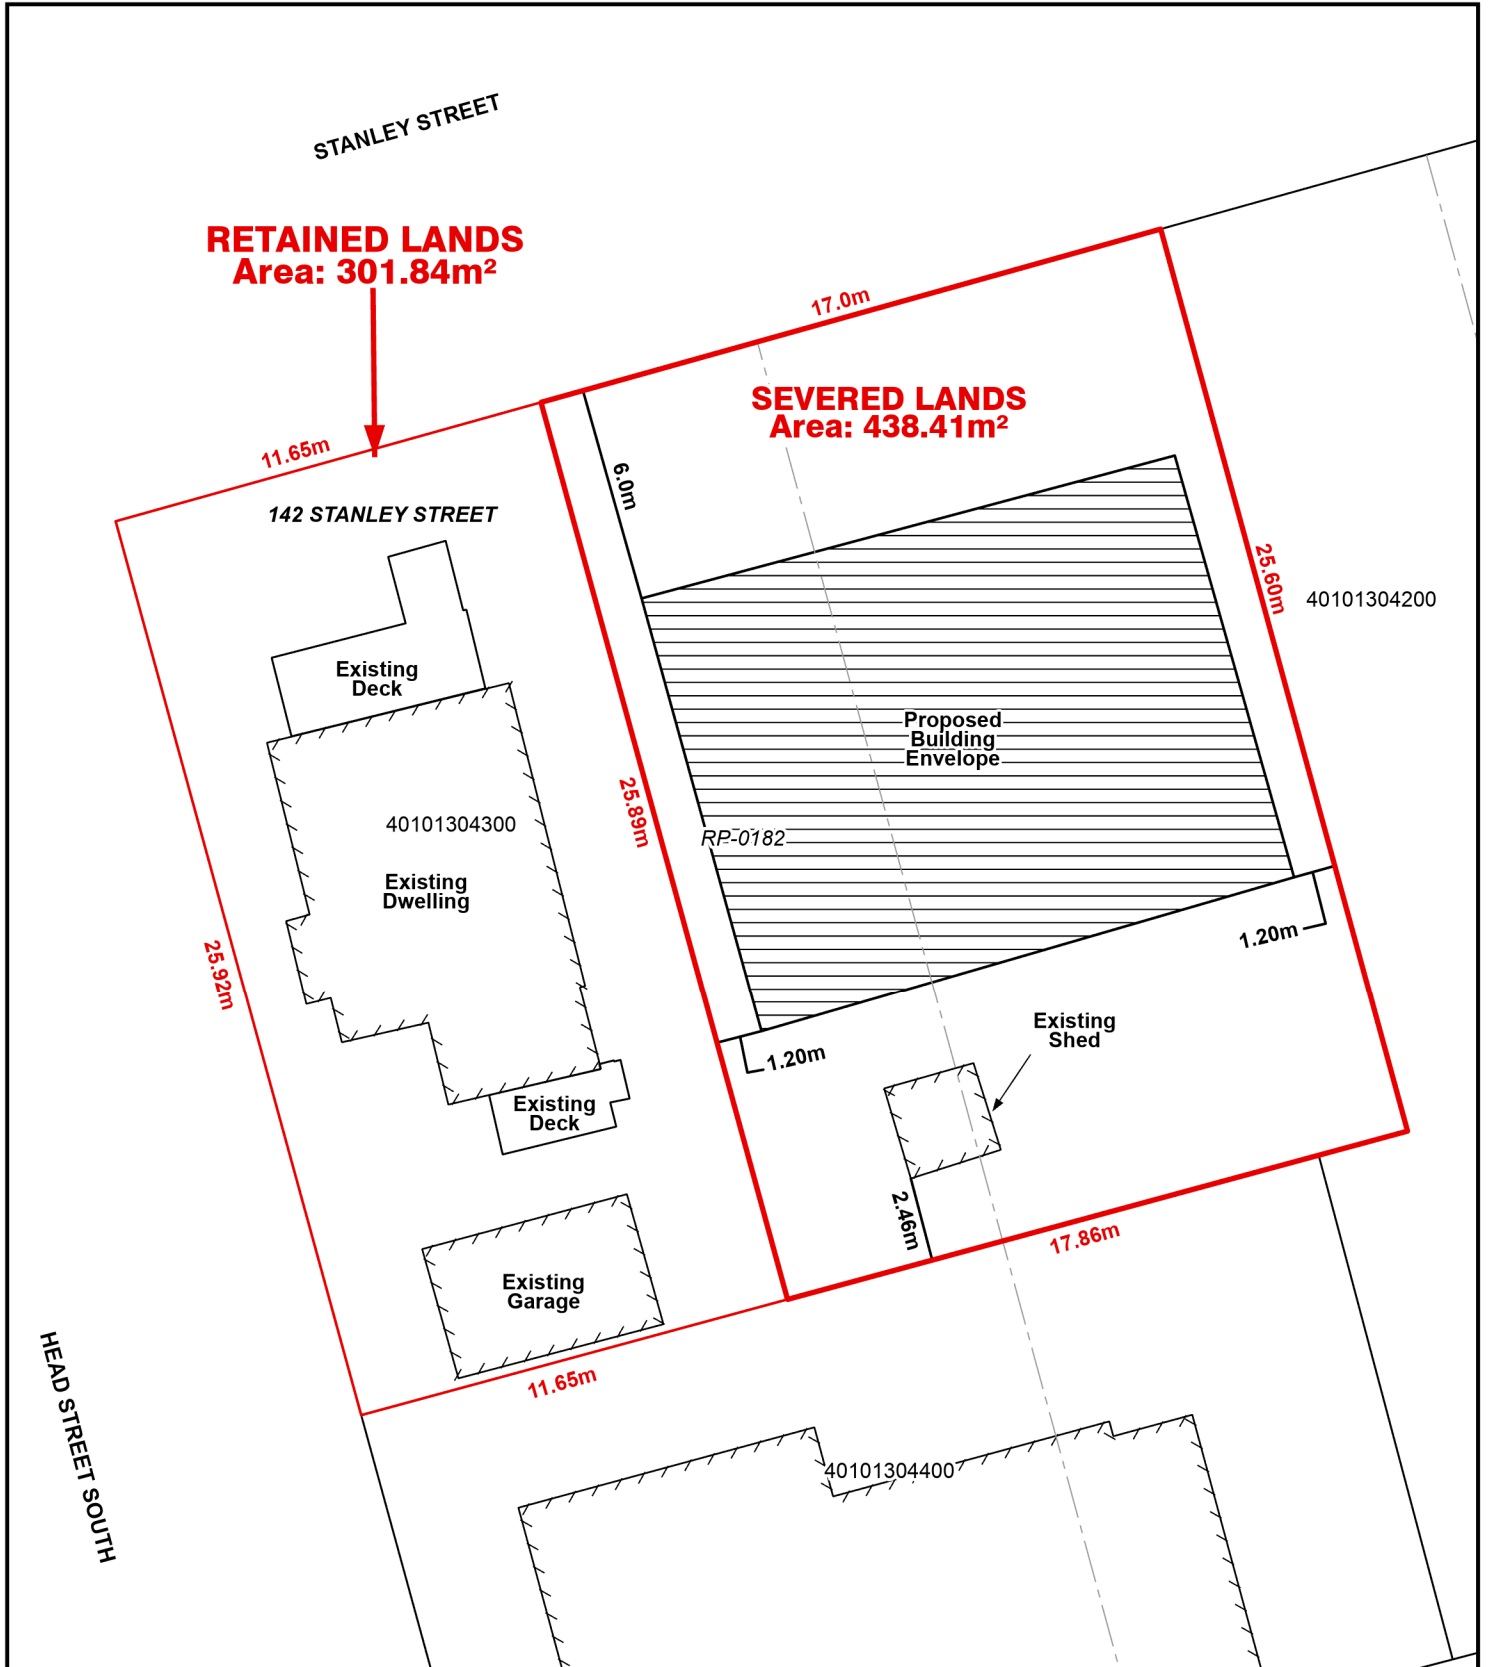 STANLEY STREET
RETAINED LANDS
Area: 301.84m²
17.0m
SEVERED LANDS
Area: 438.41m²
11.65m
6.0m
142 STANLEY STREET
25.60m
40101304200
Existing
Deck
Proposed
Building
Envelope
25.89m
40101304300
RP-0182
Existing
Dwelling
25.92m
1.20m
Existing
Shed
1.20m
Existing
Deck
2.46m
17.86m
Existing
Garage
11.65m
HEAD STREET SOUTH
40101304400